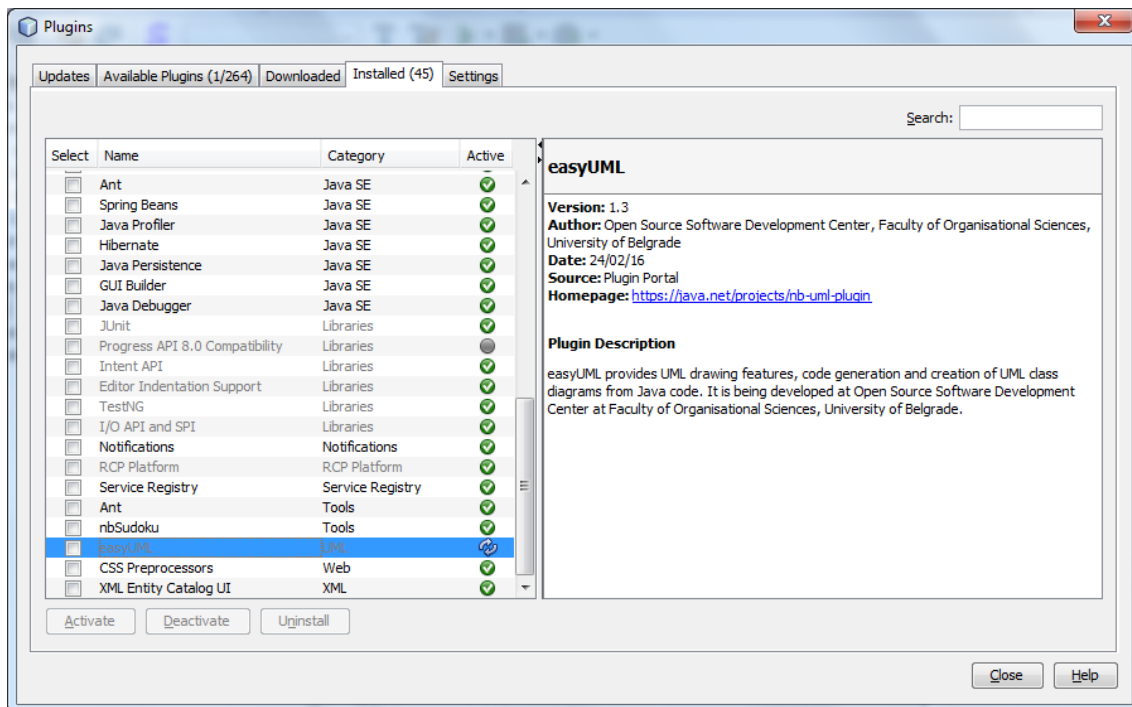 Plugins
Updates Available Plugins (1/264) Downloaded Installed (45) Settings
Search:
Select Name Category Active
Ant Java SE
Spring Beans Java SE
Java Profiler Java SE
Hibernate Java SE
Java Persistence Java SE
GUI Builder Java SE
Java Debugger Java SE
JUnit Libraries
Progress API 8.0 Compatibility Libraries
Intent API Libraries
Editor Indentation Support Libraries
TestNG Libraries
I/O API and SPI Libraries
Notifications Notifications
RCP Platform RCP Platform
Service Registry Service Registry
Ant Tools
nbSudoku Tools
easyUML UML
CSS Preprocessors Web
XML Entity Catalog UI XML
easyUML
Version: 1.3
Author: Open Source Software Development Center, Faculty of Organisational Sciences,
University of Belgrade
Date: 24/02/16
Source: Plugin Portal
Homepage: https://java.net/projects/nb-uml-plugin
Plugin Description
easyUML provides UML drawing features, code generation and creation of UML class
diagrams from Java code. It is being developed at Open Source Software Development
Center at Faculty of Organisational Sciences, University of Belgrade.
Activate Deactivate Uninstall
Close Help